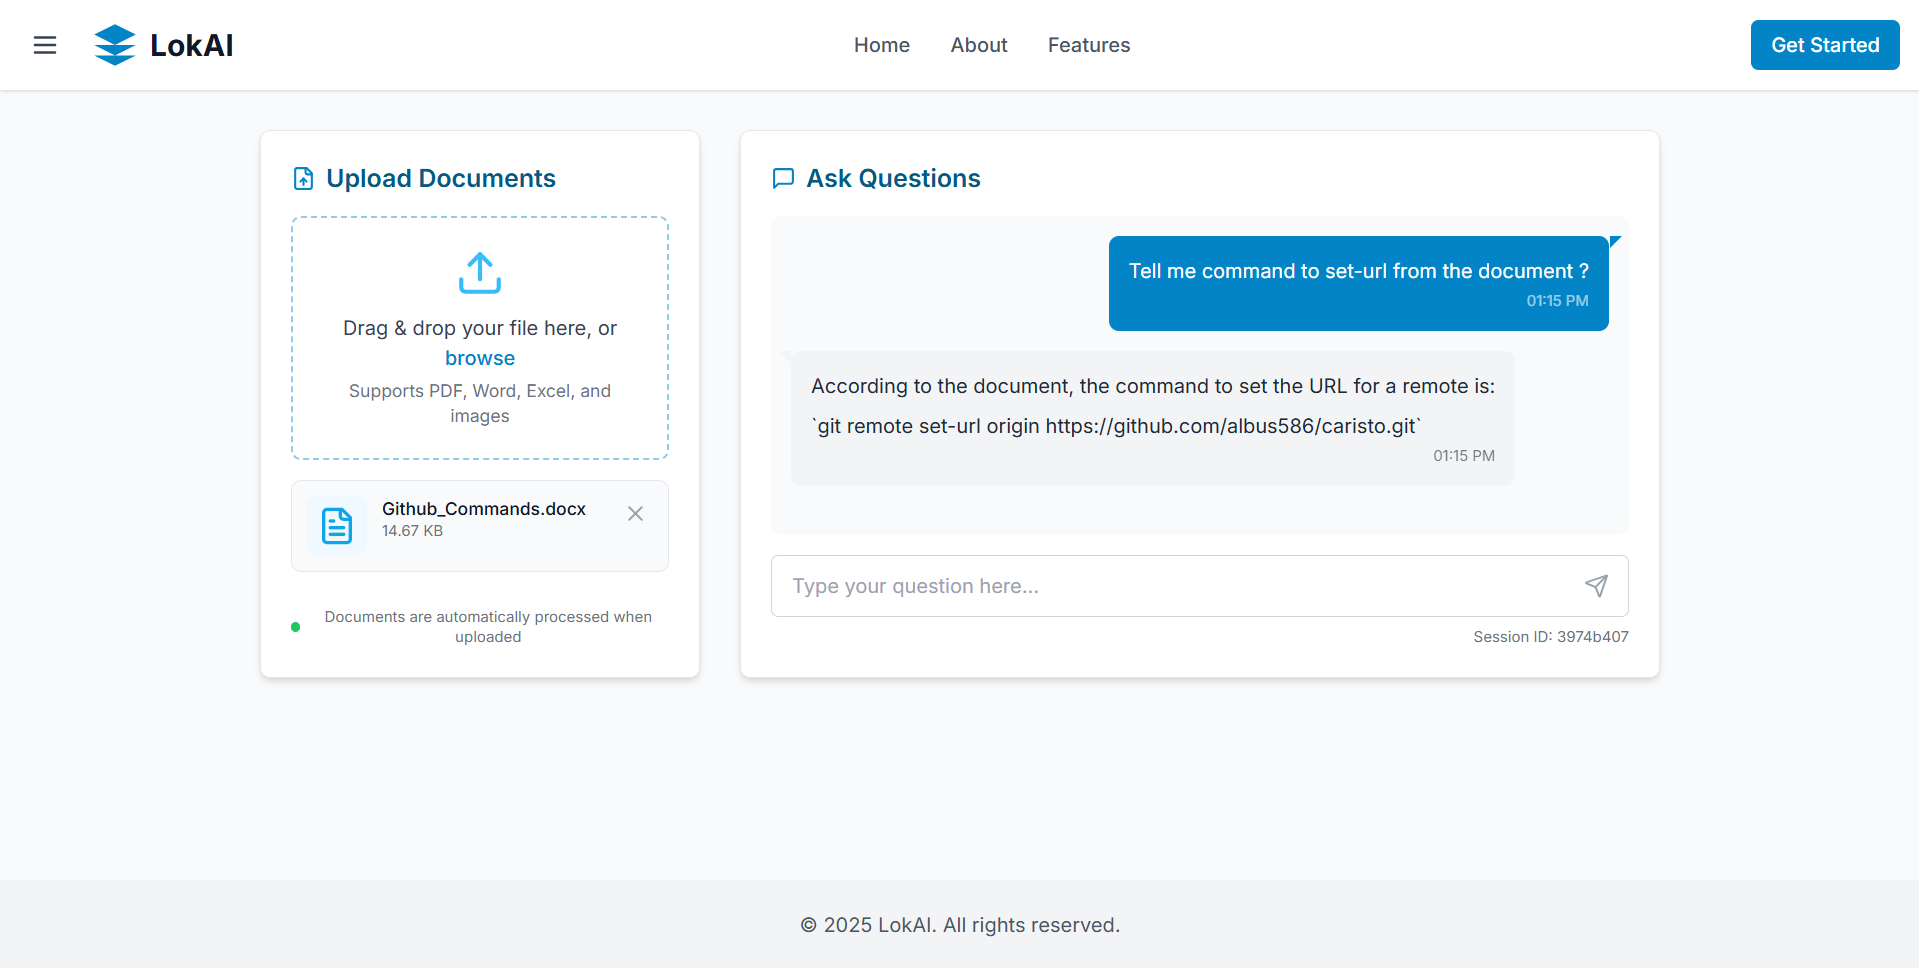 LokAI
Home
About
Features
Get Started
Upload Documents
Drag & drop your file here, or
browse
Supports PDF, Word, Excel, and
images
Github_Commands.docx
14.67 KB
Documents are automatically processed when
uploaded
Ask Questions
Tell me command to set-url from the document ?
01:15 PM
According to the document, the command to set the URL for a remote is:
`git remote set-url origin https://github.com/albus586/caristo.git`
01:15 PM
Type your question here...
Session ID: 3974b407
© 2025 LokAI. All rights reserved.